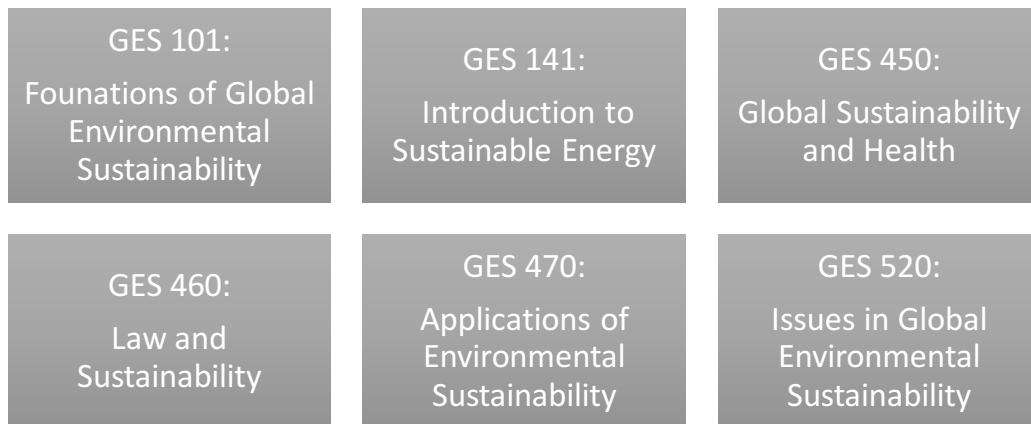 GES 101:
Founations of Global
Environmental
Sustainability
GES 141:
Introduction to
Sustainable Energy
GES 450:
Global Sustainability
and Health
GES 460:
Law and
Sustainability
GES 470:
Applications of
Environmental
Sustainability
GES 520:
Issues in Global
Environmental
Sustainability